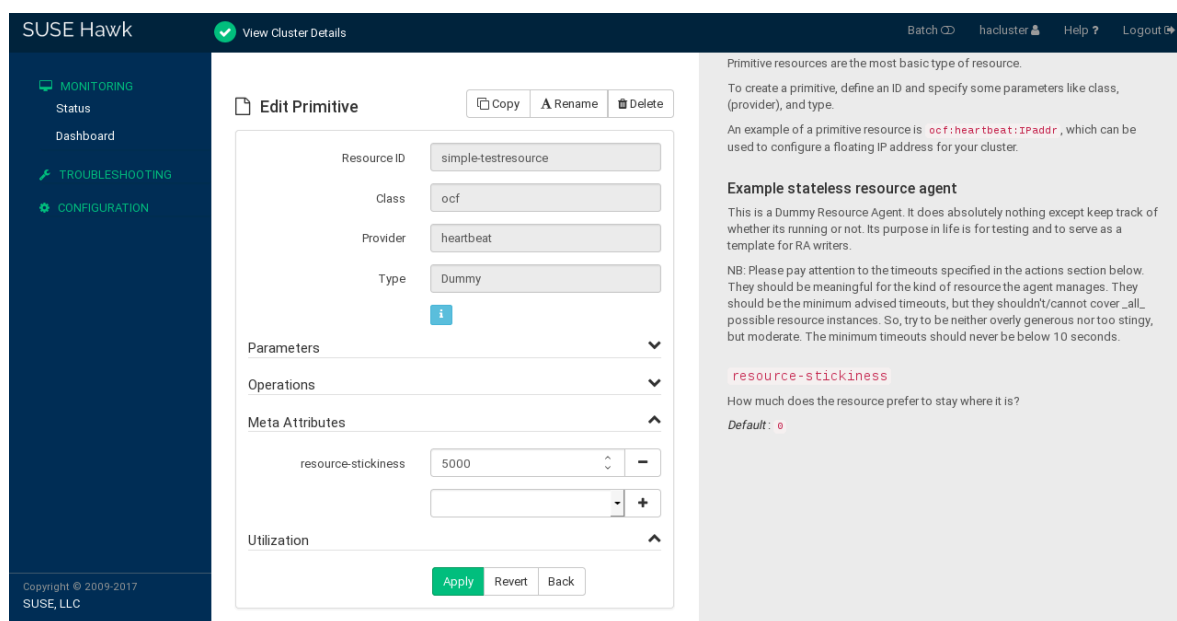 SUSE Hawk
View Cluster Details
Batch
hacluster
Help ?
Logout
MONITORING
Status
Dashboard
TROUBLESHOOTING
CONFIGURATION
Copyright © 2009-2017
SUSE, LLC
Edit Primitive
Copy
Rename
Delete
Resource ID
simple-testresource
Class
ocf
Provider
heartbeat
Type
Dummy
i
Parameters
Operations
Meta Attributes
resource-stickiness
5000
Utilization
Apply
Revert
Back
Primitive resources are the most basic type of resource.
To create a primitive, define an ID and specify some parameters like class,
(provider), and type.
An example of a primitive resource is ocf:heartbeat:IPaddr, which can be
used to configure a floating IP address for your cluster.
Example stateless resource agent
This is a Dummy Resource Agent. It does absolutely nothing except keep track of
whether its running or not. Its purpose in life is for testing and to serve as a
template for RA writers.
NB: Please pay attention to the timeouts specified in the actions section below.
They should be meaningful for the kind of resource the agent manages. They
should be the minimum advised timeouts, but they shouldn't/cannot cover _all_
possible resource instances. So, try to be neither overly generous nor too stingy,
but moderate. The minimum timeouts should never be below 10 seconds.
resource-stickiness
How much does the resource prefer to stay where it is?
Default: 0